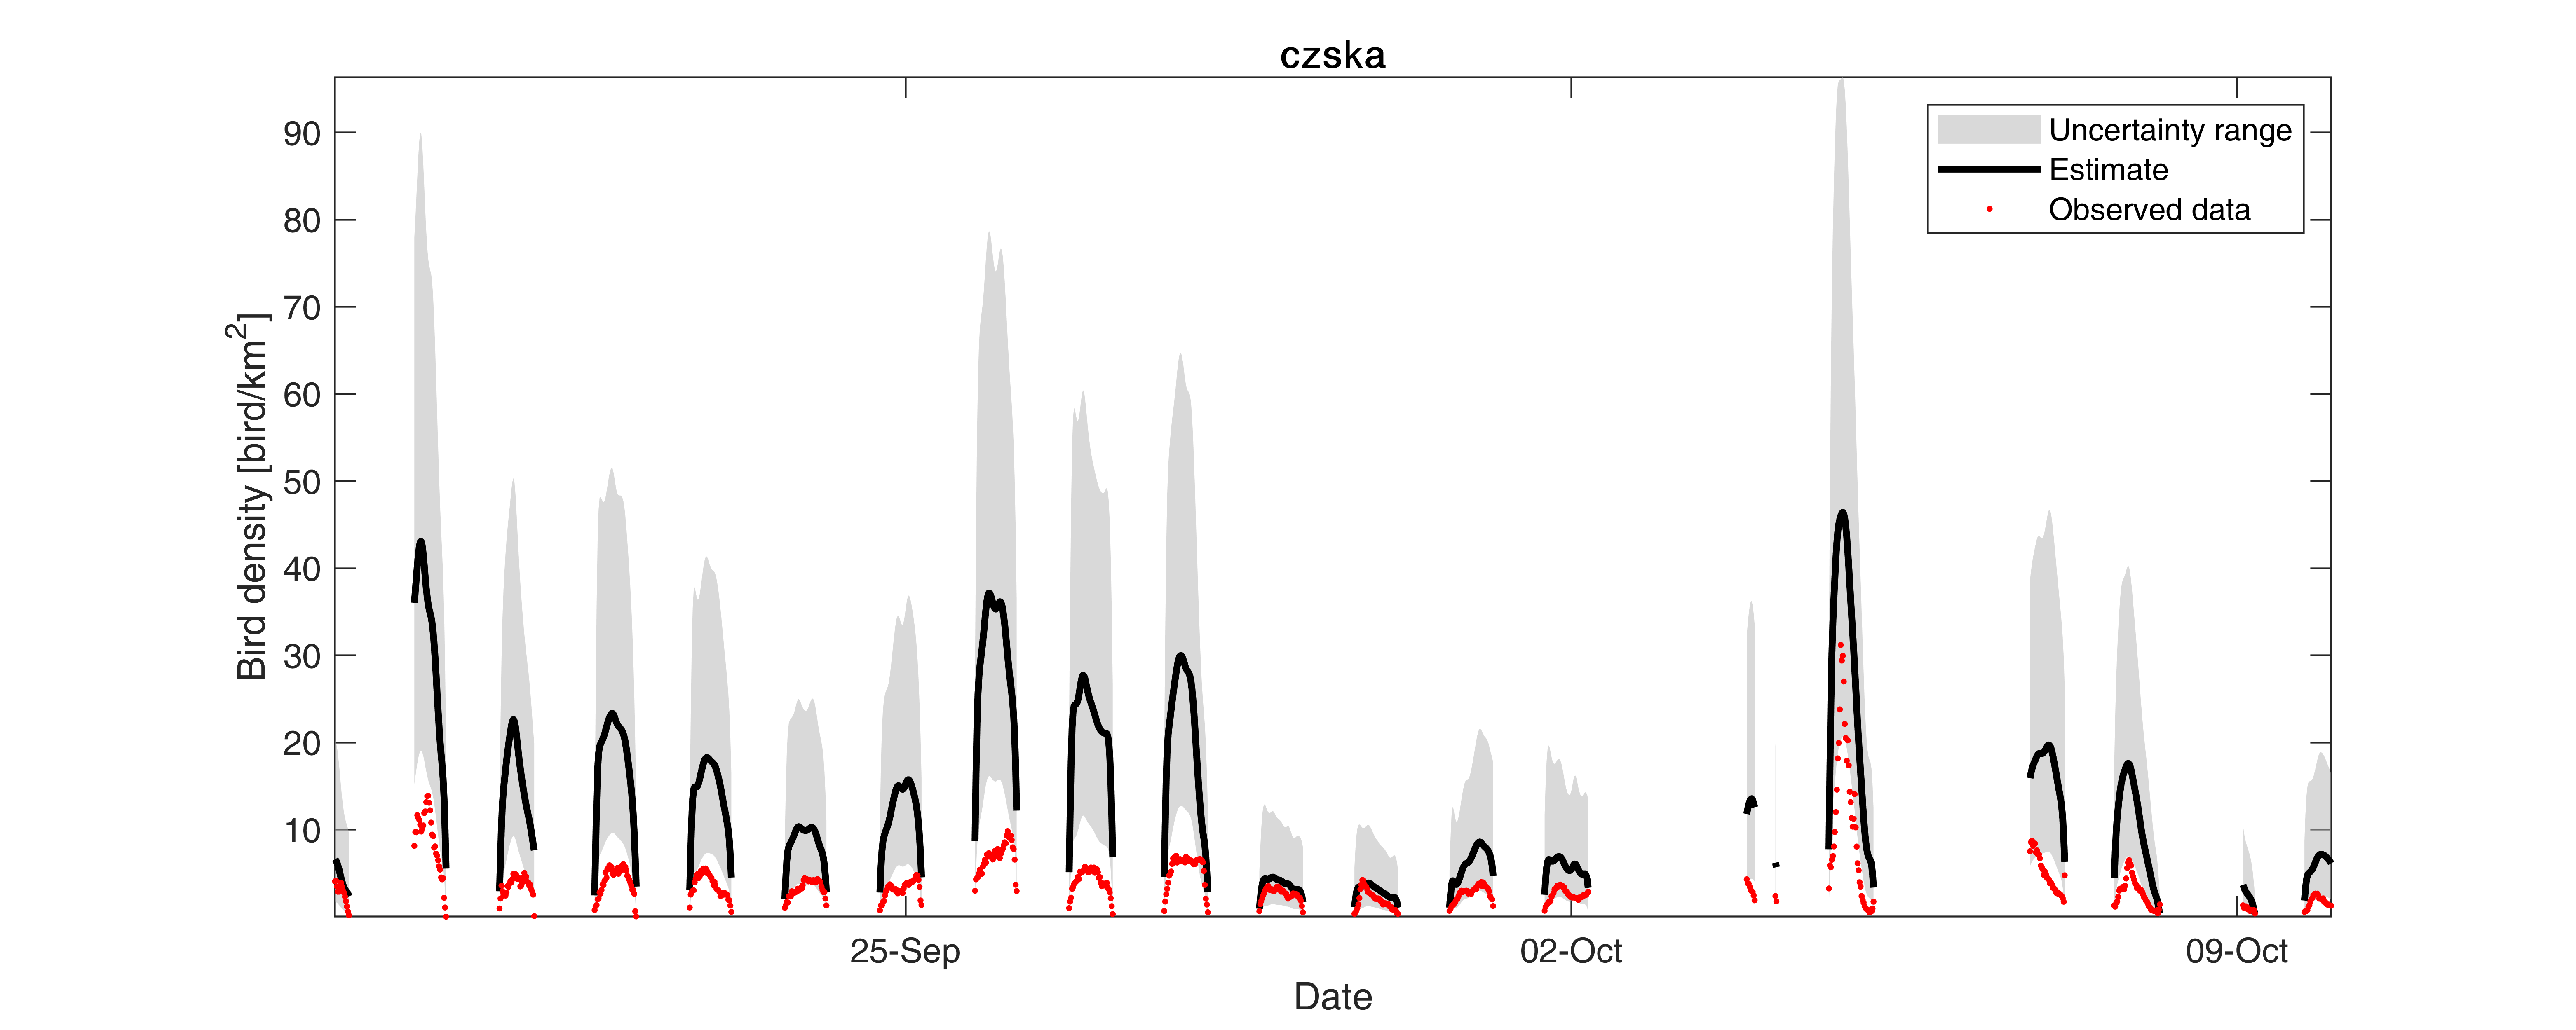 czska
Uncertainty range
Estimate
Observed data
Bird density [bird/km²]
90
80
70
60
50
40
30
20
10
25-Sep
02-Oct
09-Oct
Date